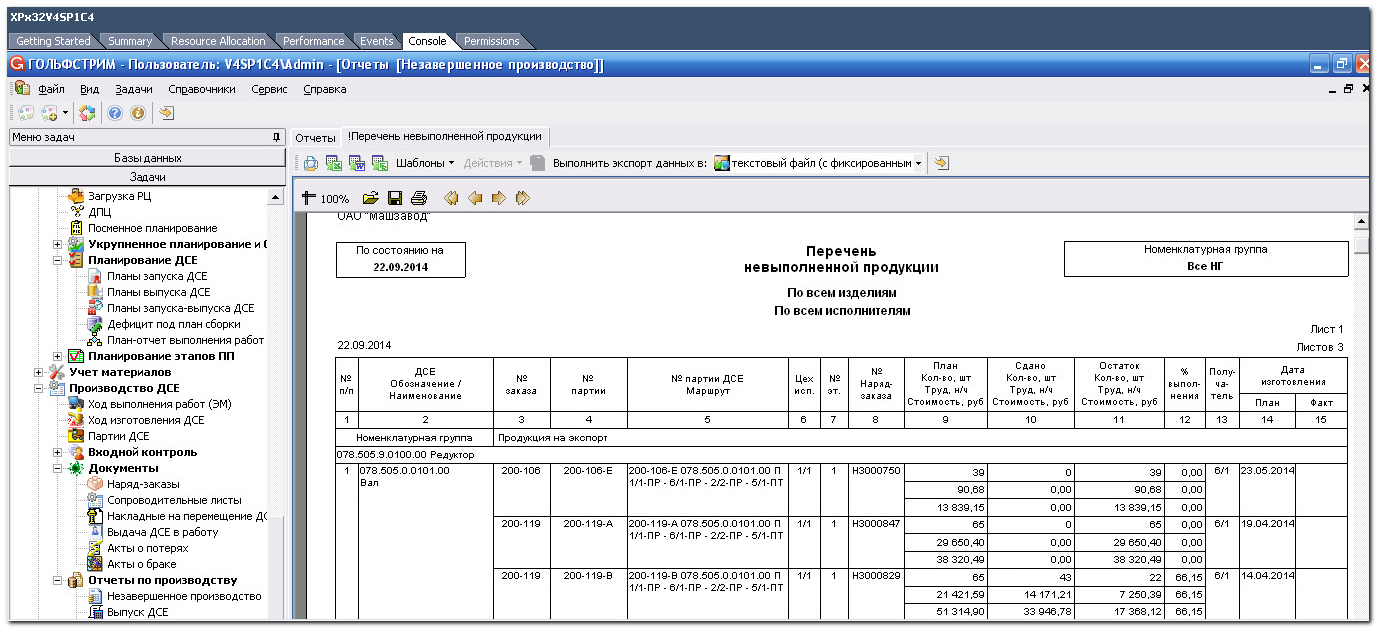 XPx32V4SP1C4
Getting Started Summary Resource Allocation Performance Events Console Permissions
ГОЛЬФСТРИМ - Пользователь: V4SP1C4\Admin - [Отчеты [Незавершенное производство]]
Файл Вид Задачи Справочники Сервис Справка
Меню задач
Базы данных
Задачи
Загрузка РЦ
ДПЦ
Посменное планирование
Укрупненное планирование и
Планирование ДСЕ
Планы запуска ДСЕ
Планы выпуска ДСЕ
Планы запуска-выпуска ДСЕ
Дефицит под план сборки
План-отчет выполнения работ
Планирование этапов ПП
Учет материалов
Производство ДСЕ
Ход выполнения работ (ЭМ)
Ход изготовления ДСЕ
Партии ДСЕ
Входной контроль
Документы
Наряд-заказы
Сопроводительные листы
Накладные на перемещение ДС
Выдача ДСЕ в работу
Акты о потерях
Акты о браке
Отчеты по производству
Незавершенное производство
Выпуск ДСЕ
Отчеты !Перечень невыполненной продукции
Шаблоны Действия Выполнить экспорт данных в: текстовый файл (с фиксированным
100%
ОАО "Машзавод"
По состоянию на
22.09.2014
Перечень
невыполненной продукции
По всем изделиям
По всем исполнителям
Номенклатурная группа
Все НГ
Лист 1
22.09.2014
Листов 3
№ п/п
ДСЕ Обозначение / Наименование
№ заказа
№ партии
№ партии ДСЕ Маршрут
Цех исп.
№ эт.
№ Наряд-заказа
План Кол-во, шт Труд, н/ч Стоимость, руб
Сдано Кол-во, шт Труд, н/ч Стоимость, руб
Остаток Кол-во, шт Труд, н/ч Стоимость, руб
% выпол-нения
Полу-ча-тель
Дата изготовления
План Факт
1 2 3 4 5 6 7 8 9 10 11 12 13 14 15
Номенклатурная группа Продукция на экспорт
078.505.9.0100.00 Редуктор
1 078.505.0.0101.00 200-106 200-106-Е 200-106-Е 078.505.0.0101.00 П 1/1 1 Н3000750 39 0 39 0,00 6/1 23.05.2014
Вал 1/1-ПР - 6/1-ПР - 2/2-ПР - 5/1-ПТ 90,68 0,00 90,68 0,00
13 839,15 0,00 13 839,15 0,00
200-119 200-119-А 200-119-А 078.505.0.0101.00 П 1/1 1 Н3000847 65 0 65 0,00 6/1 19.04.2014
1/1-ПР - 6/1-ПР - 2/2-ПР - 5/1-ПТ 29 650,40 0,00 29 650,40 0,00
38 320,49 0,00 38 320,49 0,00
200-119 200-119-В 200-119-В 078.505.0.0101.00 П 1/1 1 Н3000829 65 43 22 66,15 6/1 14.04.2014
1/1-ПР - 6/1-ПР - 2/2-ПР - 5/1-ПТ 21 421,59 14 171,21 7 250,39 66,15
51 314,90 33 946,78 17 368,12 66,15